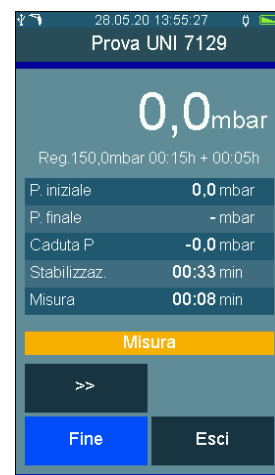 28.05.20 13:55:27
Prova UNI 7129
0,0mbar
Reg.150,0mbar 00:15h + 00:05h
P. iniziale 0,0 mbar
P. finale - mbar
Caduta P -0,0 mbar
Stabilizzaz. 00:33 min
Misura 00:08 min
Misura
>>
Fine Esci